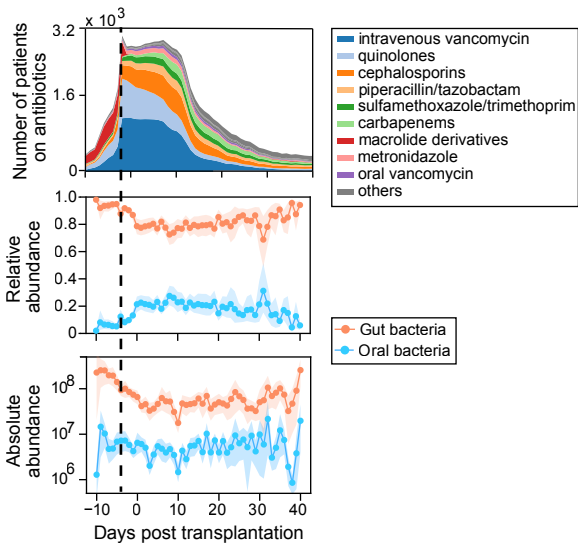 x 10³
3.2
1.6
0
Number of patients
on antibiotics
intravenous vancomycin
quinolones
cephalosporins
piperacillin/tazobactam
sulfamethoxazole/trimethoprim
carbapenems
macrolide derivatives
metronidazole
oral vancomycin
others
1.0
0.8
0.6
0.4
0.2
0
Relative
abundance
Gut bacteria
Oral bacteria
10⁸
10⁷
10⁶
Absolute
abundance
−10 0 10 20 30 40
Days post transplantation